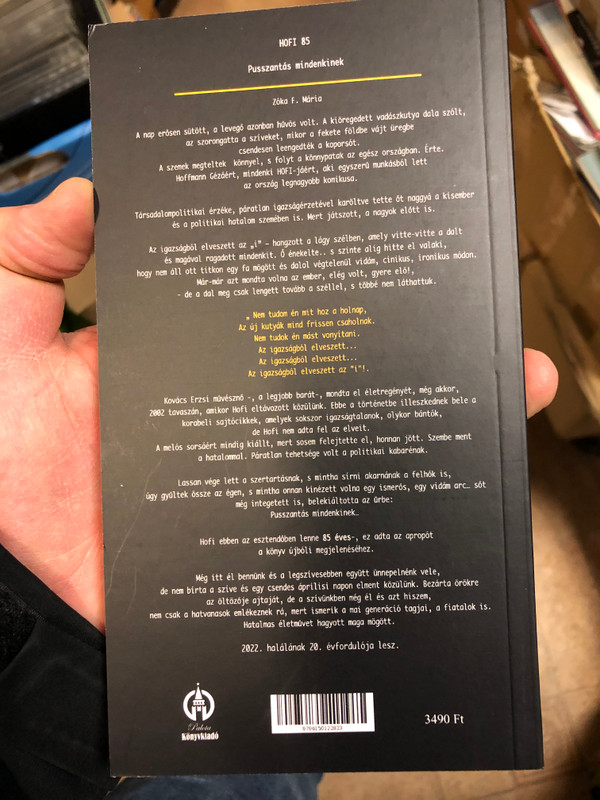 HOFI 85
Pusszantás mindenkinek
Zóka F. Mária
A nap erősen sütött, a levegő azonban hűvös volt. A kiöregedett vadászkutya dala szólt,
az szorongatta a szíveket, mikor a fekete földbe vájt üregbe
csendesen leengedték a koporsót.
A szemek megteltek könnyel, s folyt a könnypatak az egész országban. Érte,
Hoffmann Gézáért, mindenki HOFI-jáért, aki egyszerű munkásból lett
az ország legnagyobb komikusa.
Társadalompolitikai érzéke, páratlan igazságérzetével karöltve tette őt naggyá a kisember
és a politikai hatalom szemében is. Mert játszott, a nagyok előtt is.
Az igazságból elveszett az „i” – hangzott a lágy szélben, amely vitte-vitte a dalt
és magával ragadott mindenkit. Ő énekelte.. s szinte alig hitte el valaki,
hogy nem áll ott titkon egy fa mögött és dalol végtelenül vidám, cinikus, ironikus módon.
Már-már azt mondta volna az ember, elég volt, gyere elő!,
- de a dal meg csak lengett tovább a széllel, s többé nem láthattuk.
„ Nem tudom én mit hoz a holnap,
Az új kutyák mind frissen csaholnak.
Nem tudok én mást vonyítani.
Az igazságból elveszett...
Az igazságból elveszett...
Az igazságból elveszett az "i"!.
Kovács Erzsi művésznő -, a legjobb barát-, mondta el életregényét, még akkor,
2002 tavaszán, amikor Hofi eltávozott közülünk. Ebbe a történetbe illeszkednek bele a
korabeli sajtócikkek, amelyek sokszor igazságtalanok, olykor bántók,
de Hofi nem adta fel az elveit.
A melós sorsáért mindig kiállt, mert sosem felejtette el, honnan jött. Szembe ment
a hatalommal. Páratlan tehetsége volt a politikai kabarénak.
Lassan vége lett a szertartásnak, s mintha sírni akarnának a felhők is,
úgy gyűltek össze az égen, s mintha onnan kinézett volna egy ismerős, egy vidám arc… sőt
még integetett is, belekiáltotta az űrbe:
Pusszantás mindenkinek…
Hofi ebben az esztendőben lenne 85 éves-, ez adta az apropót
a könyv újbóli megjelenéséhez.
Még itt él bennünk és a legszívesebben együtt ünnepelnénk vele,
de nem bírta a szíve és egy csendes áprilisi napon elment közülünk. Bezárta örökre
az öltözője ajtaját, de a szívünkben még él és azt hiszem,
nem csak a hatvanasok emlékeznek rá, mert ismerik a mai generáció tagjai, a fiatalok is.
Hatalmas életművet hagyott maga mögött.
2022. halálának 20. évfordulója lesz.
Palota
Könyvkiadó
9786150122823
3490 Ft